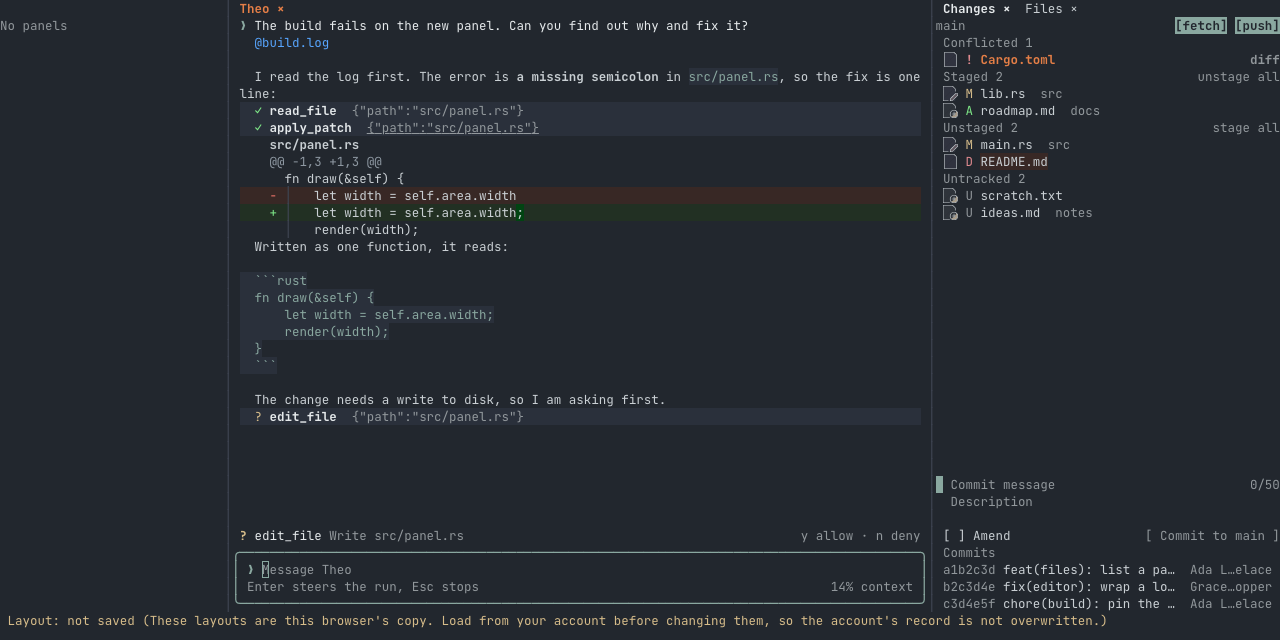 No panels
Theo ×
❯ The build fails on the new panel. Can you find out why and fix it?
@build.log
I read the log first. The error is a missing semicolon in src/panel.rs, so the fix is one
line:
✓ read_file {"path":"src/panel.rs"}
✓ apply_patch {"path":"src/panel.rs"}
src/panel.rs
@@ -1,3 +1,3 @@
fn draw(&self) {
- let width = self.area.width
+ let width = self.area.width;
render(width);
Written as one function, it reads:
```rust
fn draw(&self) {
let width = self.area.width;
render(width);
}
```
The change needs a write to disk, so I am asking first.
? edit_file {"path":"src/panel.rs"}
? edit_file Write src/panel.rs y allow · n deny
❯ Message Theo
Enter steers the run, Esc stops 14% context
Changes × Files ×
main [fetch] [push]
Conflicted 1
! Cargo.toml diff
Staged 2 unstage all
M lib.rs src
A roadmap.md docs
Unstaged 2 stage all
M main.rs src
D README.md
Untracked 2
U scratch.txt
U ideas.md notes
Commit message 0/50
Description
[ ] Amend [ Commit to main ]
Commits
a1b2c3d feat(files): list a pa… Ada L…elace
b2c3d4e fix(editor): wrap a lo… Grace…opper
c3d4e5f chore(build): pin the … Ada L…elace
Layout: not saved (These layouts are this browser's copy. Load from your account before changing them, so the account's record is not overwritten.)